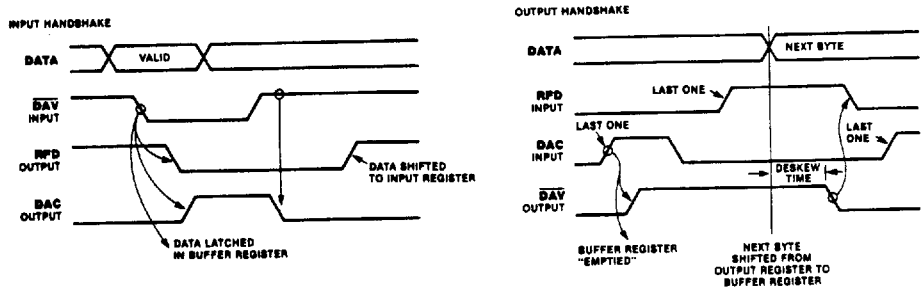 INPUT HANDSHAKE
DATA
VALID
DAV
INPUT
RFD
OUTPUT
DATA SHIFTED
TO INPUT REGISTER
DAC
OUTPUT
DATA LATCHED
IN BUFFER REGISTER
OUTPUT HANDSHAKE
DATA
NEXT BYTE
RFD
INPUT
LAST ONE
DAC
INPUT
LAST ONE
LAST
ONE
DESKEW
TIME
DAV
OUTPUT
BUFFER REGISTER
"EMPTIED"
NEXT BYTE
SHIFTED FROM
OUTPUT REGISTER TO
BUFFER REGISTER